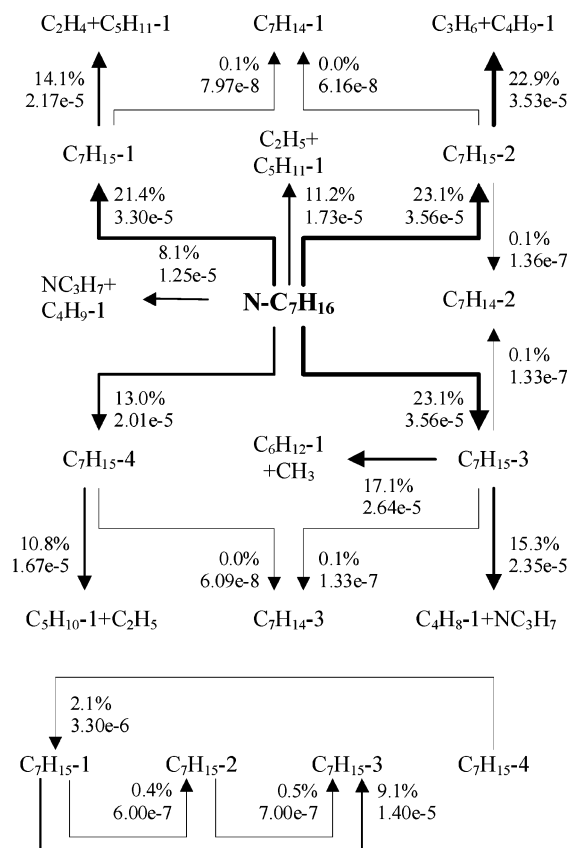 C₂H₄+C₅H₁₁-1 C₇H₁₄-1 C₃H₆+C₄H₉-1
14.1% 0.1% 0.0% 22.9%
2.17e-5 7.97e-8 6.16e-8 3.53e-5
C₂H₅+
C₇H₁₅-1 C₅H₁₁-1 C₇H₁₅-2
21.4% 11.2% 23.1%
3.30e-5 1.73e-5 3.56e-5
8.1% 0.1%
1.25e-5 1.36e-7
NC₃H₇+
C₄H₉-1 N-C₇H₁₆ C₇H₁₄-2
0.1%
1.33e-7
13.0% 23.1%
2.01e-5 3.56e-5
C₆H₁₂-1
C₇H₁₅-4 +CH₃ C₇H₁₅-3
17.1%
2.64e-5
10.8% 0.0% 0.1% 15.3%
1.67e-5 6.09e-8 1.33e-7 2.35e-5
C₅H₁₀-1+C₂H₅ C₇H₁₄-3 C₄H₈-1+NC₃H₇
2.1%
3.30e-6
C₇H₁₅-1 C₇H₁₅-2 C₇H₁₅-3 C₇H₁₅-4
0.4% 0.5% 9.1%
6.00e-7 7.00e-7 1.40e-5